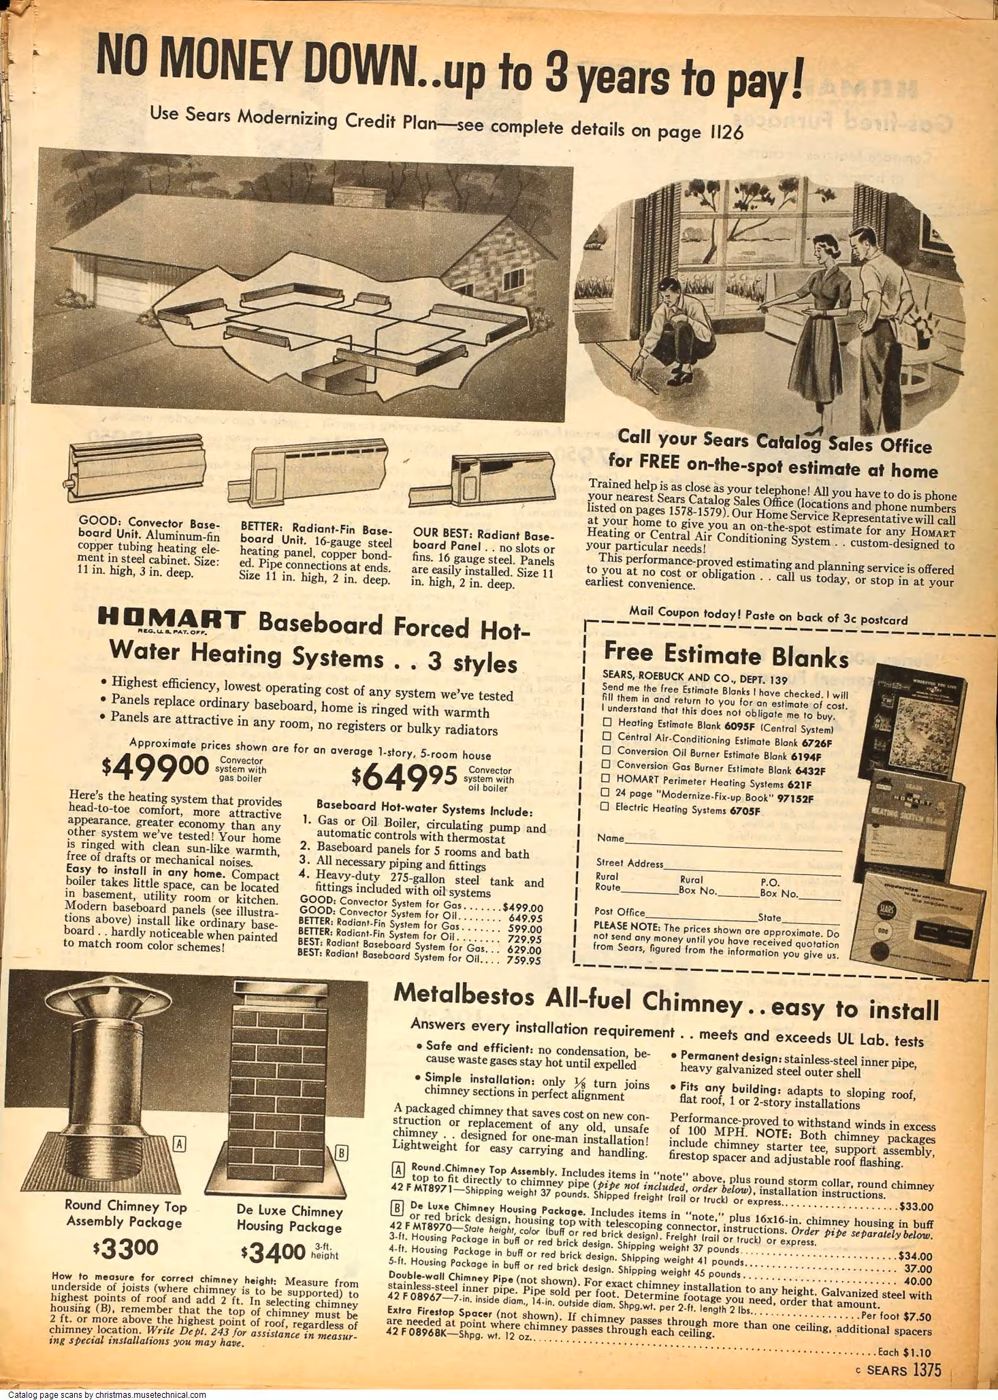 NO MONEY DOWN..up to 3 years to pay!
Use Sears Modernizing Credit Plan—see complete details on page 1126
GOOD: Convector Base-
board Unit. Aluminum-fin
copper tubing heating ele-
ment in steel cabinet. Size:
11 in. high, 3 in. deep.
BETTER: Radiant-Fin Base-
board Unit. 16-gauge steel
heating panel, copper bond-
ed. Pipe connections at ends.
Size 11 in. high, 2 in. deep.
OUR BEST: Radiant Base-
board Panel . . no slots or
fins. 16 gauge steel. Panels
are easily installed. Size 11
in. high, 2 in. deep.
Call your Sears Catalog Sales Office
for FREE on-the-spot estimate at home
Trained help is as close as your telephone! All you have to do is phone
your nearest Sears Catalog Sales Office (locations and phone numbers
listed on pages 1578-1579). Our Home Service Representative will call
at your home to give you an on-the-spot estimate for any HOMART
Heating or Central Air Conditioning System . . custom-designed to
your particular needs!
This performance-proved estimating and planning service is offered
to you at no cost or obligation . . call us today, or stop in at your
earliest convenience.
HOMART Baseboard Forced Hot-
REG. U.S. PAT. OFF.
Water Heating Systems . . 3 styles
• Highest efficiency, lowest operating cost of any system we've tested
• Panels replace ordinary baseboard, home is ringed with warmth
• Panels are attractive in any room, no registers or bulky radiators
Approximate prices shown are for an average 1-story, 5-room house
$49900 Convector
system with
gas boiler
$64995 Convector
system with
oil boiler
Here's the heating system that provides
head-to-toe comfort, more attractive
appearance, greater economy than any
other system we've tested! Your home
is ringed with clean sun-like warmth,
free of drafts or mechanical noises.
Easy to install in any home. Compact
boiler takes little space, can be located
in basement, utility room or kitchen.
Modern baseboard panels (see illustra-
tions above) install like ordinary base-
board . . hardly noticeable when painted
to match room color schemes!
Baseboard Hot-water Systems Include:
1. Gas or Oil Boiler, circulating pump and
automatic controls with thermostat
2. Baseboard panels for 5 rooms and bath
3. All necessary piping and fittings
4. Heavy-duty 275-gallon steel tank and
fittings included with oil systems
GOOD: Convector System for Gas.......$499.00
GOOD: Convector System for Oil........ 649.95
BETTER: Radiant-Fin System for Gas....... 599.00
BETTER: Radiant-Fin System for Oil........ 729.95
BEST: Radiant Baseboard System for Gas... 629.00
BEST: Radiant Baseboard System for Oil.... 759.95
Mail Coupon today! Paste on back of 3c postcard
Free Estimate Blanks
SEARS, ROEBUCK AND CO., DEPT. 139
Send me the free Estimate Blanks I have checked. I will
fill them in and return to you for an estimate of cost.
I understand that this does not obligate me to buy.
☐ Heating Estimate Blank 6095F (Central System)
☐ Central Air-Conditioning Estimate Blank 6726F
☐ Conversion Oil Burner Estimate Blank 6194F
☐ Conversion Gas Burner Estimate Blank 6432F
☐ HOMART Perimeter Heating Systems 621F
☐ 24 page "Modernize-Fix-up Book" 97152F
☐ Electric Heating Systems 6705F
Name
Street Address
Rural Rural P.O.
Route Box No. Box No.
Post Office State
PLEASE NOTE: The prices shown are approximate. Do
not send any money until you have received quotation
from Sears, figured from the information you give us.
HEATING SKETCH BLANK
SEARS
A
B
Round Chimney Top
Assembly Package
$3300
De Luxe Chimney
Housing Package
$3400 3-ft.
height
How to measure for correct chimney height: Measure from
underside of joists (where chimney is to be supported) to
highest points of roof and add 2 ft. In selecting chimney
housing (B), remember that the top of chimney must be
2 ft. or more above the highest point of roof, regardless of
chimney location. Write Dept. 243 for assistance in measur-
ing special installations you may have.
Metalbestos All-fuel Chimney..easy to install
Answers every installation requirement . . meets and exceeds UL Lab. tests
• Safe and efficient: no condensation, be-
cause waste gases stay hot until expelled
• Simple installation: only ⅛ turn joins
chimney sections in perfect alignment
A packaged chimney that saves cost on new con-
struction or replacement of any old, unsafe
chimney . . designed for one-man installation!
Lightweight for easy carrying and handling.
• Permanent design: stainless-steel inner pipe,
heavy galvanized steel outer shell
• Fits any building: adapts to sloping roof,
flat roof, 1 or 2-story installations
Performance-proved to withstand winds in excess
of 100 MPH. NOTE: Both chimney packages
include chimney starter tee, support assembly,
firestop spacer and adjustable roof flashing.
A Round Chimney Top Assembly. Includes items in "note" above, plus round storm collar, round chimney
top to fit directly to chimney pipe (pipe not included, order below), installation instructions.
42 F MT8971—Shipping weight 37 pounds. Shipped freight (rail or truck) or express...............$33.00
B De Luxe Chimney Housing Package. Includes items in "note," plus 16x16-in. chimney housing in buff
or red brick design, housing top with telescoping connector, instructions. Order pipe separately below.
42 F MT8970—State height, color (buff or red brick design). Freight (rail or truck) or express.
3-ft. Housing Package in buff or red brick design. Shipping weight 37 pounds..............$34.00
4-ft. Housing Package in buff or red brick design. Shipping weight 41 pounds.............. 37.00
5-ft. Housing Package in buff or red brick design. Shipping weight 45 pounds.............. 40.00
Double-wall Chimney Pipe (not shown). For exact chimney installation to any height. Galvanized steel with
stainless-steel inner pipe. Pipe sold per foot. Determine footage you need, order that amount.
42 F 08967—7-in. inside diam., 14-in. outside diam. Shpg. wt. per 2-ft. length 2 lbs..........Per foot $7.50
Extra Firestop Spacer (not shown). If chimney passes through more than one ceiling, additional spacers
are needed at point where chimney passes through each ceiling.
42 F 08968K—Shpg. wt. 12 oz..........................Each $1.10
c SEARS 1375
Catalog page scans by christmas.musetechnical.com